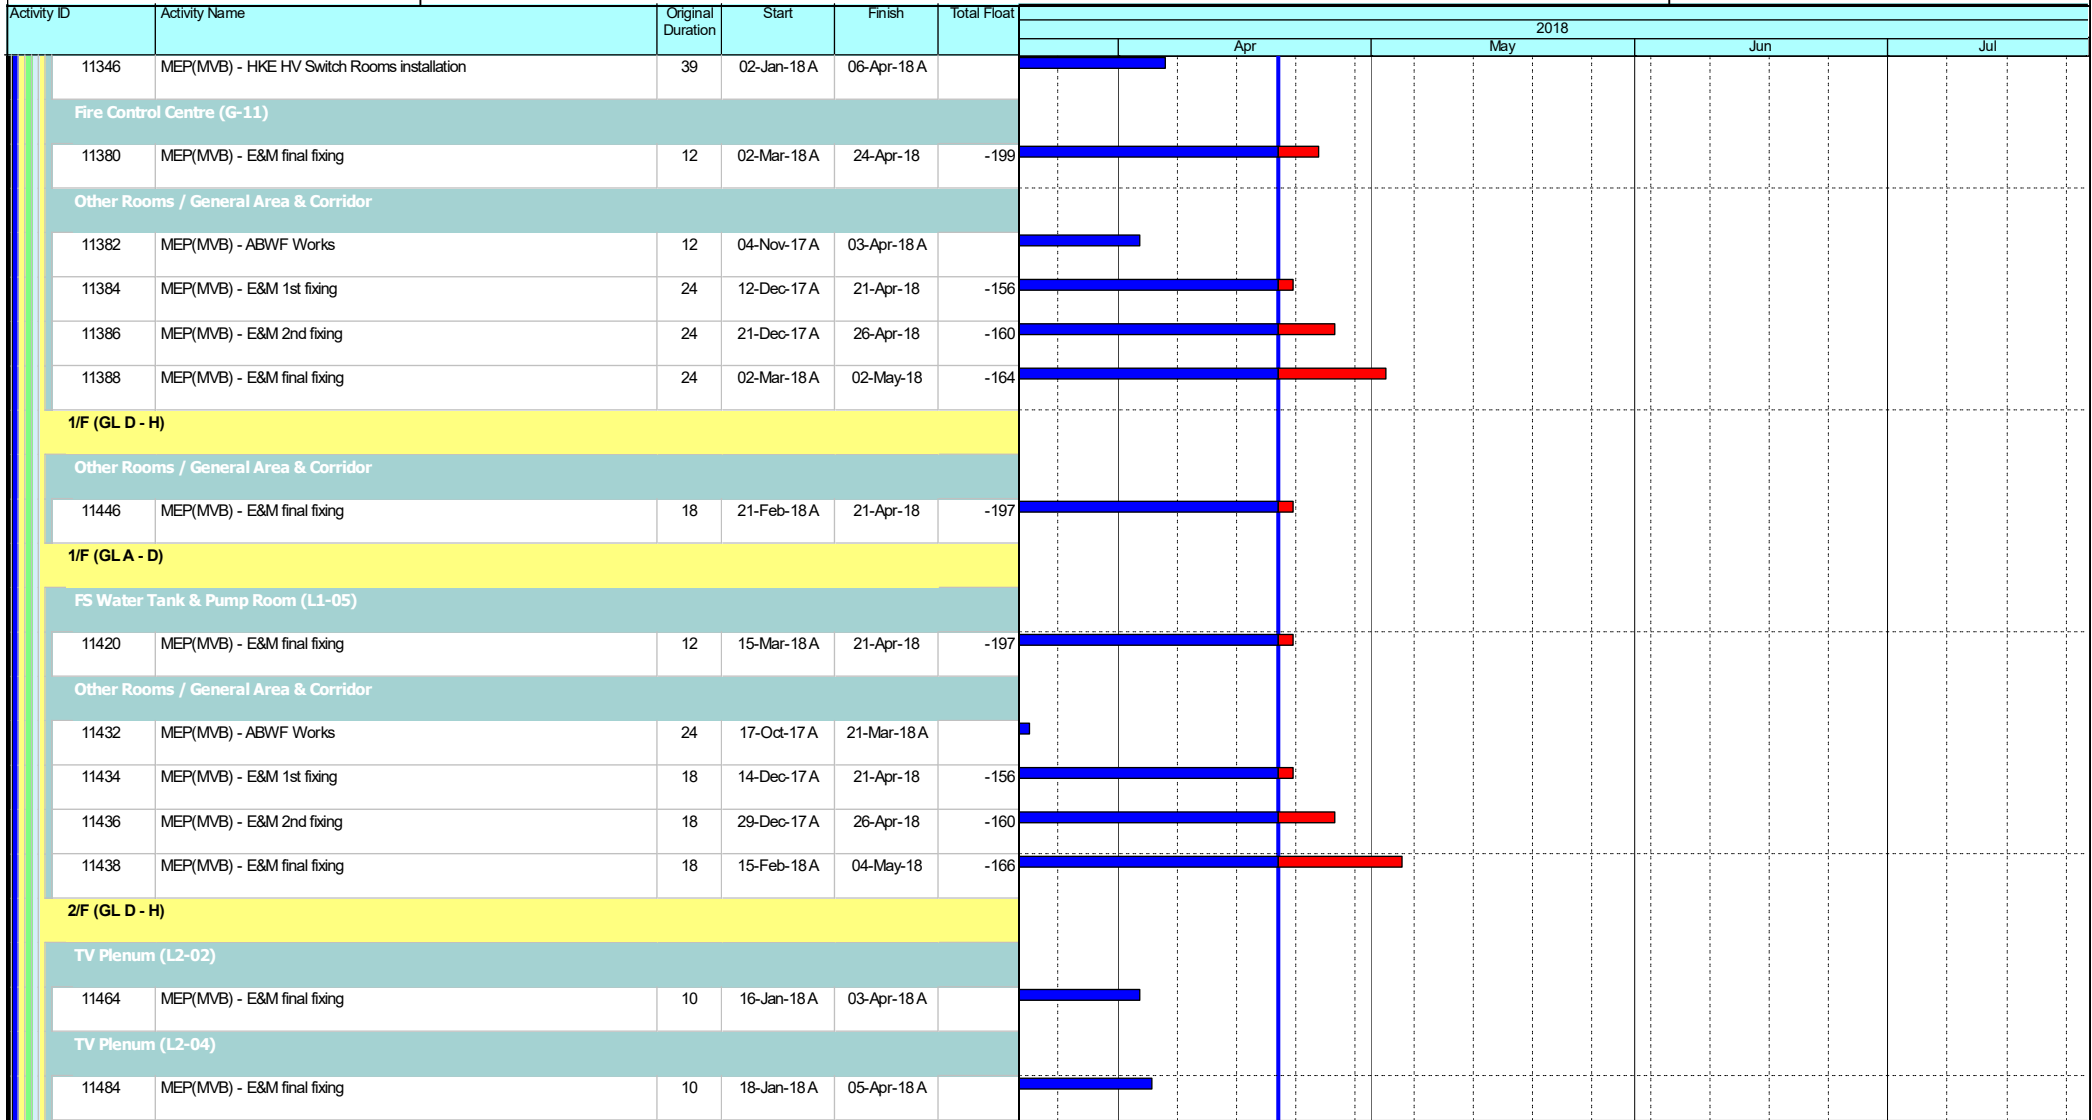 Activity ID Activity Name Original Duration Start Finish Total Float
2018
Apr May Jun Jul
11346 MEP(MVB) - HKE HV Switch Rooms installation 39 02-Jan-18 A 06-Apr-18 A
Fire Control Centre (G-11)
11380 MEP(MVB) - E&M final fixing 12 02-Mar-18 A 24-Apr-18 -199
Other Rooms / General Area & Corridor
11382 MEP(MVB) - ABWF Works 12 04-Nov-17 A 03-Apr-18 A
11384 MEP(MVB) - E&M 1st fixing 24 12-Dec-17 A 21-Apr-18 -156
11386 MEP(MVB) - E&M 2nd fixing 24 21-Dec-17 A 26-Apr-18 -160
11388 MEP(MVB) - E&M final fixing 24 02-Mar-18 A 02-May-18 -164
1/F (GL D - H)
Other Rooms / General Area & Corridor
11446 MEP(MVB) - E&M final fixing 18 21-Feb-18 A 21-Apr-18 -197
1/F (GL A - D)
FS Water Tank & Pump Room (L1-05)
11420 MEP(MVB) - E&M final fixing 12 15-Mar-18 A 21-Apr-18 -197
Other Rooms / General Area & Corridor
11432 MEP(MVB) - ABWF Works 24 17-Oct-17 A 21-Mar-18 A
11434 MEP(MVB) - E&M 1st fixing 18 14-Dec-17 A 21-Apr-18 -156
11436 MEP(MVB) - E&M 2nd fixing 18 29-Dec-17 A 26-Apr-18 -160
11438 MEP(MVB) - E&M final fixing 18 15-Feb-18 A 04-May-18 -166
2/F (GL D - H)
TV Plenum (L2-02)
11464 MEP(MVB) - E&M final fixing 10 16-Jan-18 A 03-Apr-18 A
TV Plenum (L2-04)
11484 MEP(MVB) - E&M final fixing 10 18-Jan-18 A 05-Apr-18 A